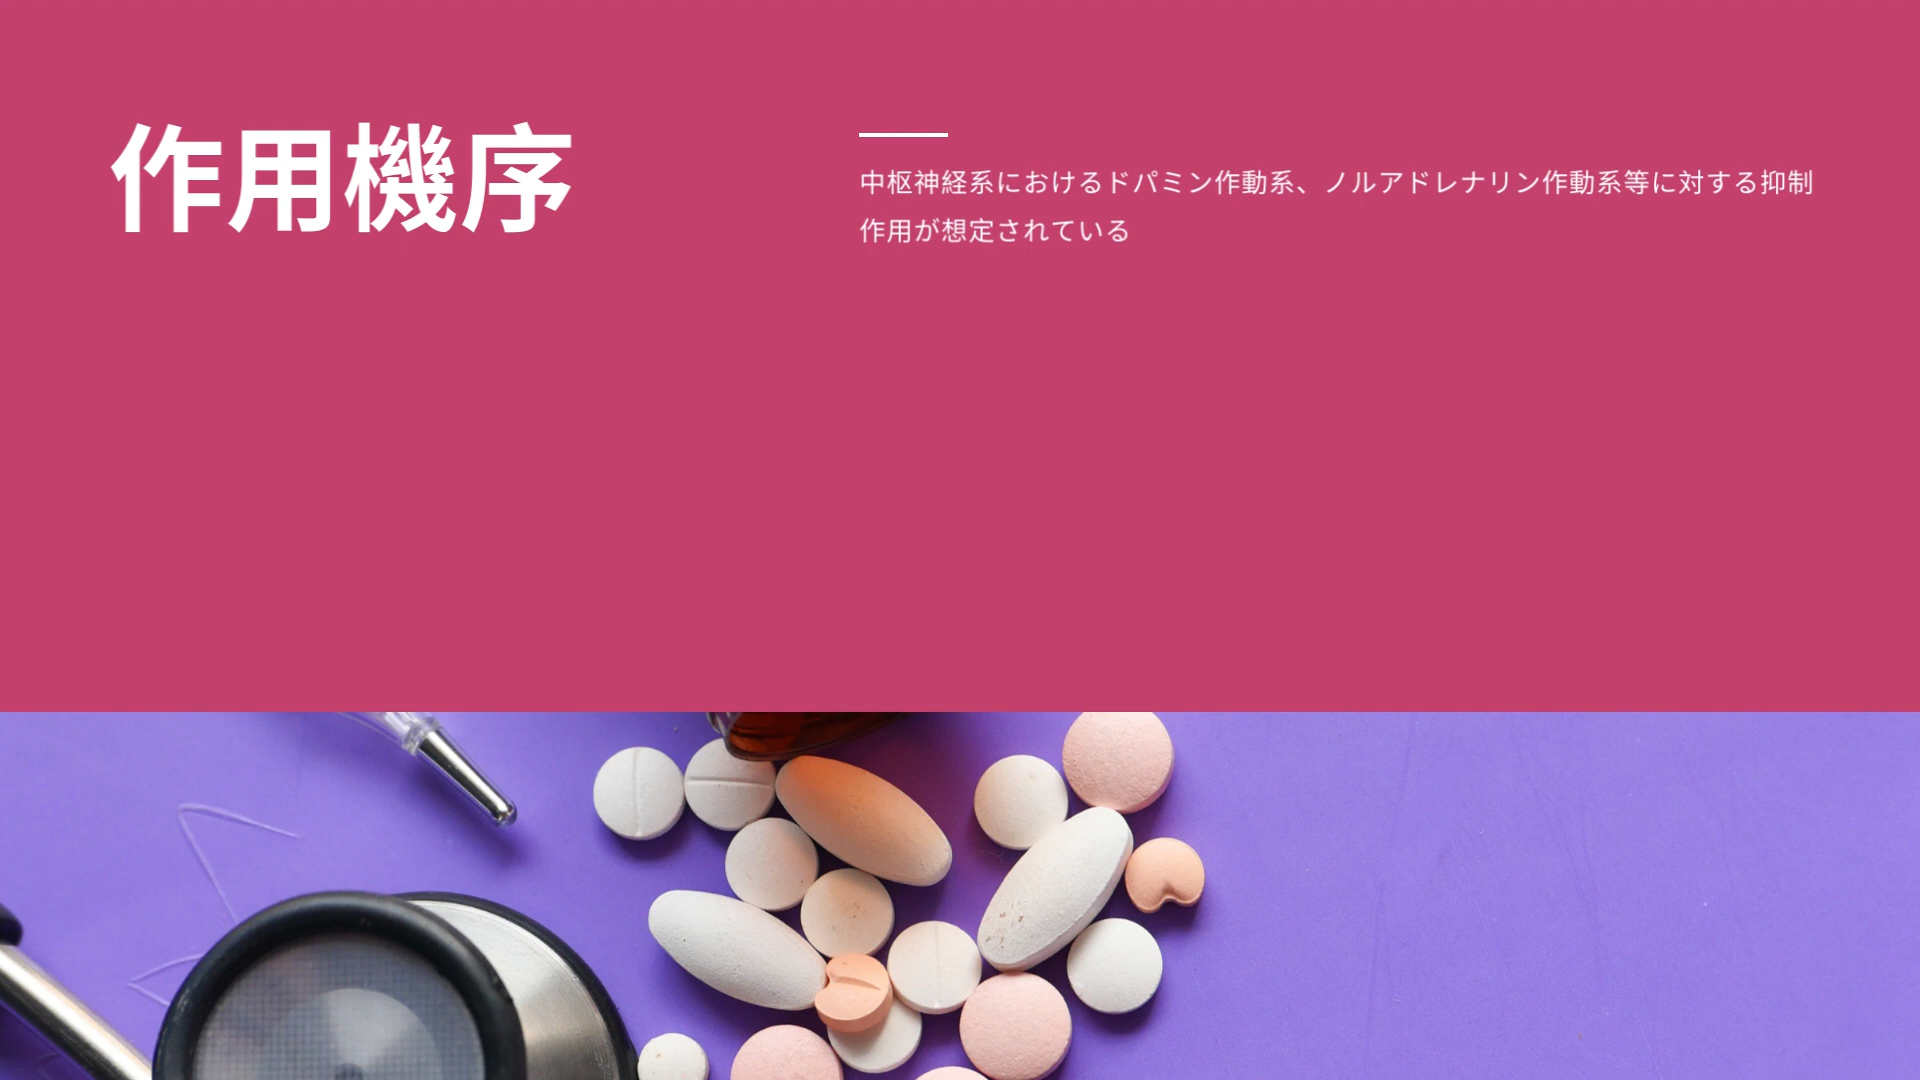 作用機序
中枢神経系におけるドパミン作動系、ノルアドレナリン作動系等に対する抑制
作用が想定されている